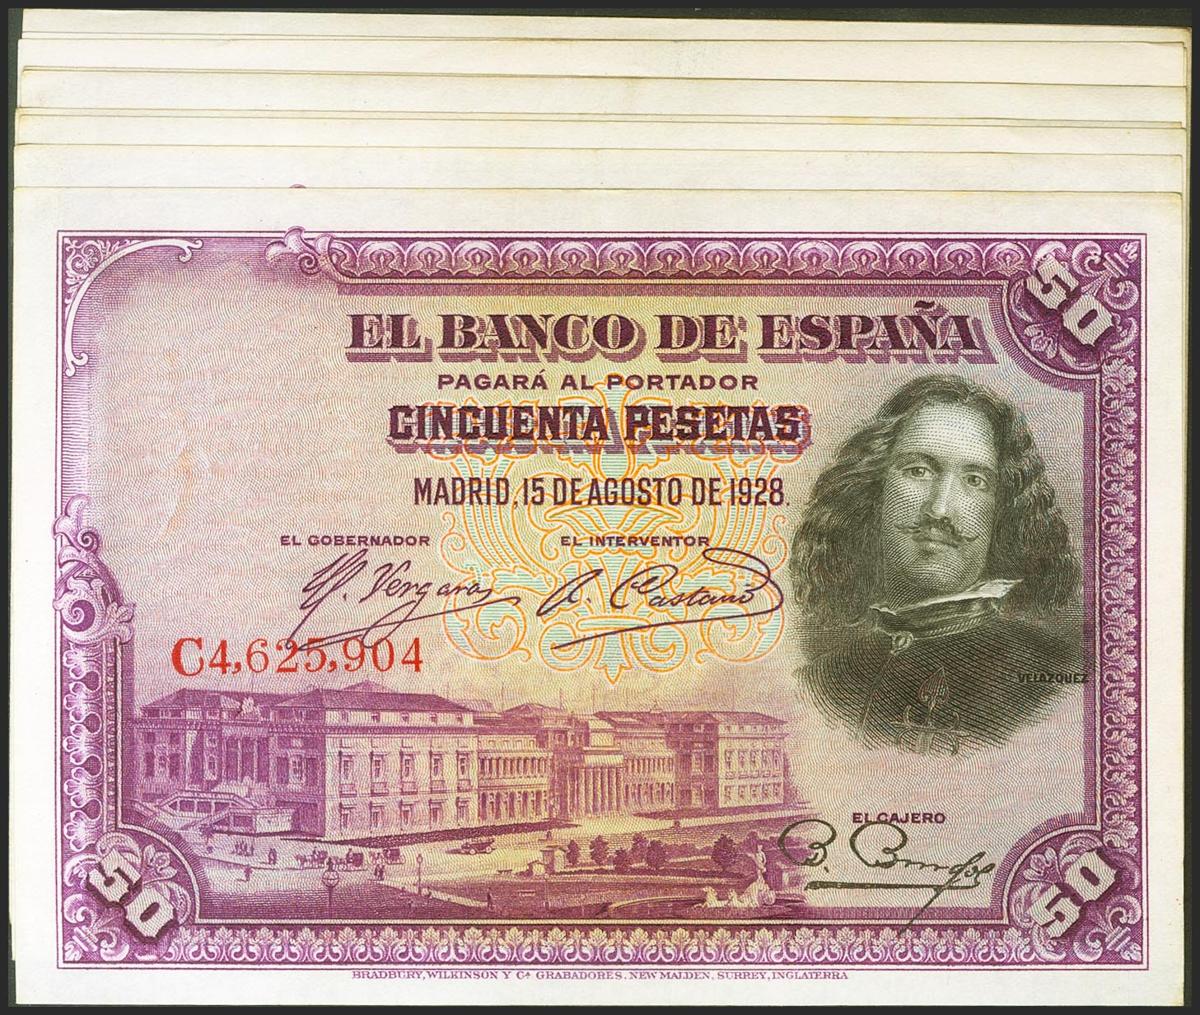 50
EL BANCO DE ESPAÑA
PAGARÁ AL PORTADOR
CINCUENTA PESETAS
MADRID, 15 DE AGOSTO DE 1928.
EL GOBERNADOR EL INTERVENTOR
C4,625,904
VELAZQUEZ
EL CAJERO
50 50
BRADBURY, WILKINSON Y Cª GRABADORES, NEW MALDEN, SURREY, INGLATERRA